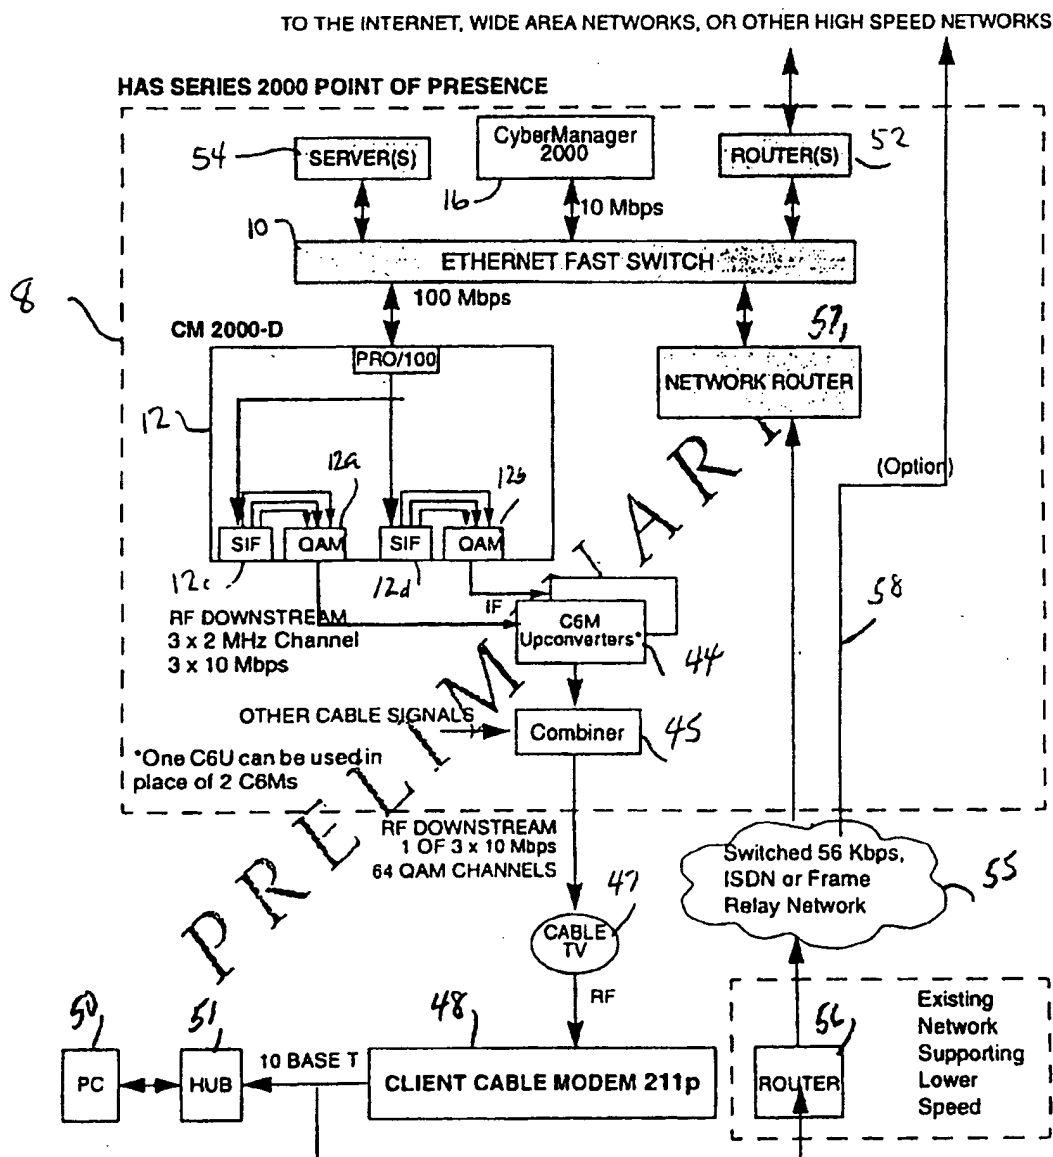 TO THE INTERNET, WIDE AREA NETWORKS, OR OTHER HIGH SPEED NETWORKS
HAS SERIES 2000 POINT OF PRESENCE
54
SERVER(S)
CyberManager
2000
16
ROUTER(S)
52
10 Mbps
10
ETHERNET FAST SWITCH
8
100 Mbps
CM 2000-D
PRO/100
57
NETWORK ROUTER
12
12a
12b
SIF
QAM
SIF
QAM
12c
12d
(Option)
58
IF
RF DOWNSTREAM
3 x 2 MHz Channel
3 x 10 Mbps
C6M
Upconverters*
44
OTHER CABLE SIGNALS
Combiner
45
*One C6U can be used in
place of 2 C6Ms
PRELIMINARY
RF DOWNSTREAM
1 OF 3 x 10 Mbps
64 QAM CHANNELS
Switched 56 Kbps,
ISDN or Frame
Relay Network
55
47
CABLE
TV
RF
50
PC
51
HUB
10 BASE T
48
CLIENT CABLE MODEM 211p
56
ROUTER
Existing
Network
Supporting
Lower
Speed